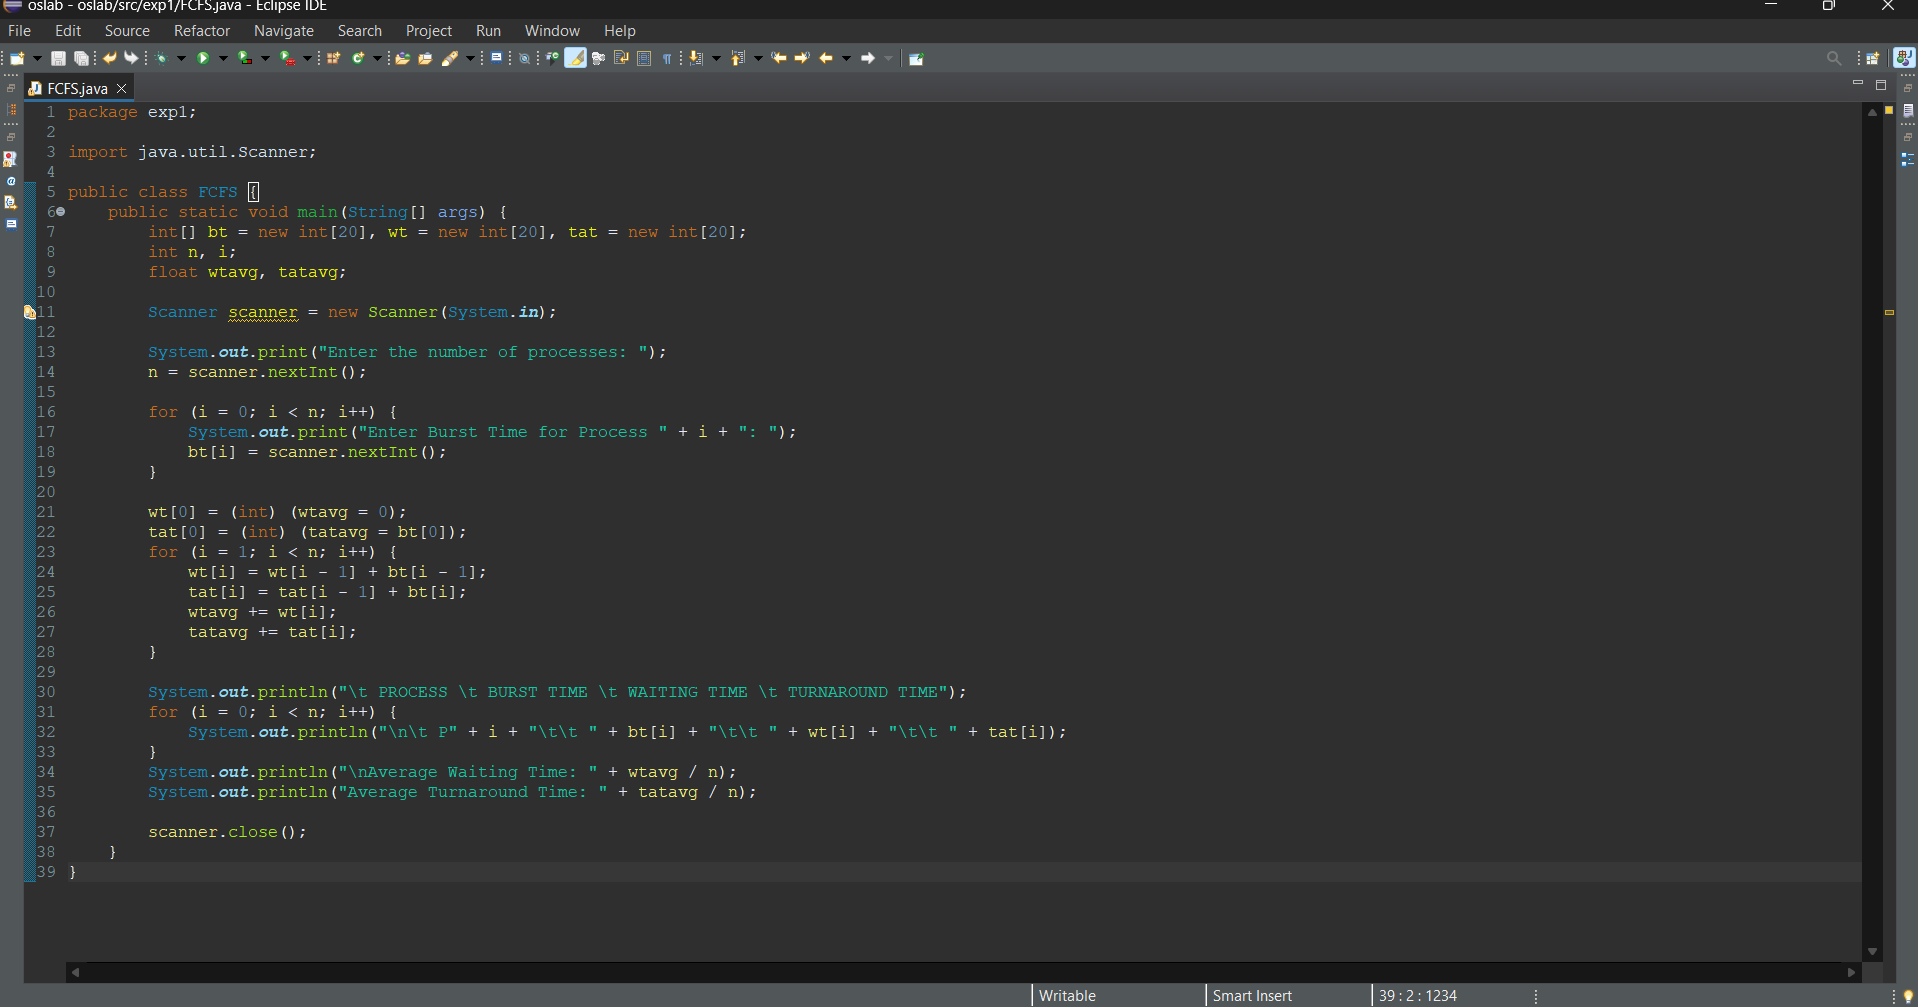 oslab - oslab/src/exp1/FCFS.java - Eclipse IDE
File Edit Source Refactor Navigate Search Project Run Window Help
FCFS.java
1 package exp1;
2
3 import java.util.Scanner;
4
5 public class FCFS {
6 public static void main(String[] args) {
7 int[] bt = new int[20], wt = new int[20], tat = new int[20];
8 int n, i;
9 float wtavg, tatavg;
10
11 Scanner scanner = new Scanner(System.in);
12
13 System.out.print("Enter the number of processes: ");
14 n = scanner.nextInt();
15
16 for (i = 0; i < n; i++) {
17 System.out.print("Enter Burst Time for Process " + i + ": ");
18 bt[i] = scanner.nextInt();
19 }
20
21 wt[0] = (int) (wtavg = 0);
22 tat[0] = (int) (tatavg = bt[0]);
23 for (i = 1; i < n; i++) {
24 wt[i] = wt[i - 1] + bt[i - 1];
25 tat[i] = tat[i - 1] + bt[i];
26 wtavg += wt[i];
27 tatavg += tat[i];
28 }
29
30 System.out.println("\t PROCESS \t BURST TIME \t WAITING TIME \t TURNAROUND TIME");
31 for (i = 0; i < n; i++) {
32 System.out.println("\n\t P" + i + "\t\t " + bt[i] + "\t\t " + wt[i] + "\t\t " + tat[i]);
33 }
34 System.out.println("\nAverage Waiting Time: " + wtavg / n);
35 System.out.println("Average Turnaround Time: " + tatavg / n);
36
37 scanner.close();
38 }
39 }
Writable Smart Insert 39 : 2 : 1234